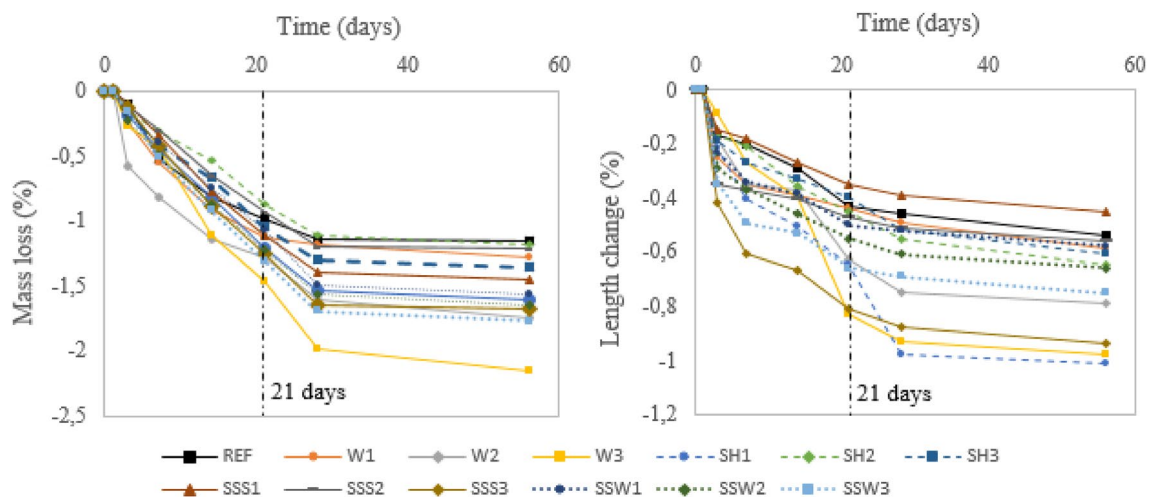 Time (days)
0 20 40 60
0
-0,5
-1
-1,5
-2
-2,5
Mass loss (%)
21 days
Time (days)
0 20 40 60
0
-0,2
-0,4
-0,6
-0,8
-1
-1,2
Length change (%)
21 days
REF W1 W2 W3 SH1 SH2 SH3
SSS1 SSS2 SSS3 SSW1 SSW2 SSW3